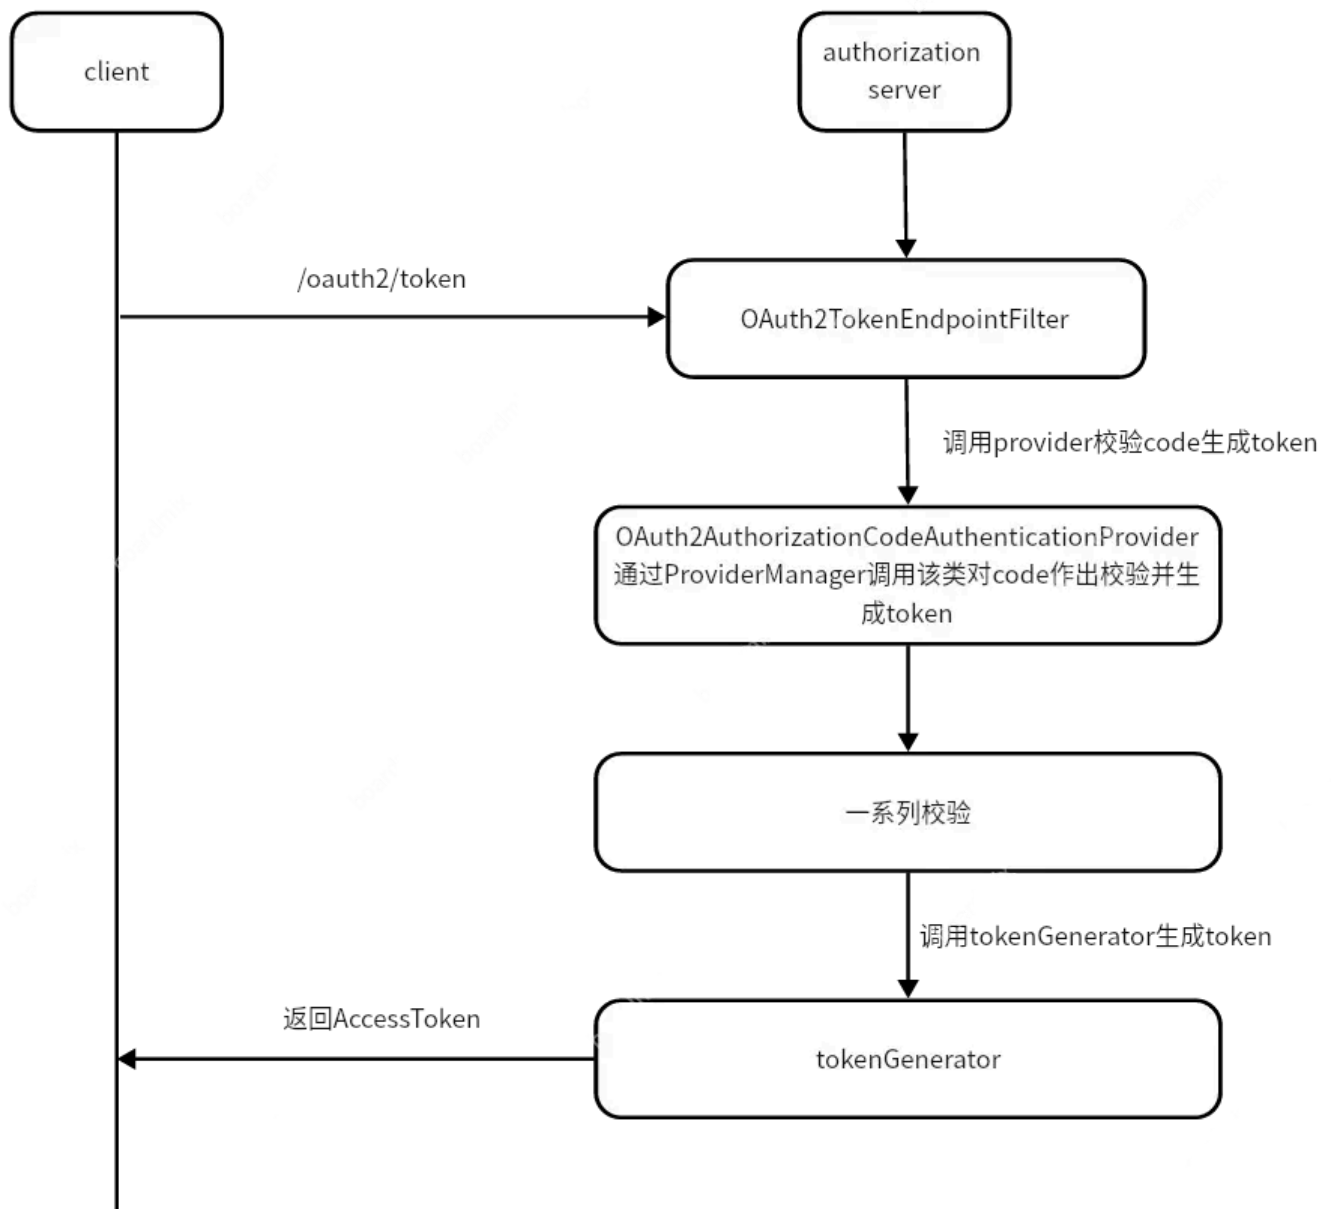 client
authorization
server
/oauth2/token
OAuth2TokenEndpointFilter
调用provider校验code生成token
OAuth2AuthorizationCodeAuthenticationProvider
通过ProviderManager调用该类对code作出校验并生
成token
一系列校验
调用tokenGenerator生成token
返回AccessToken
tokenGenerator